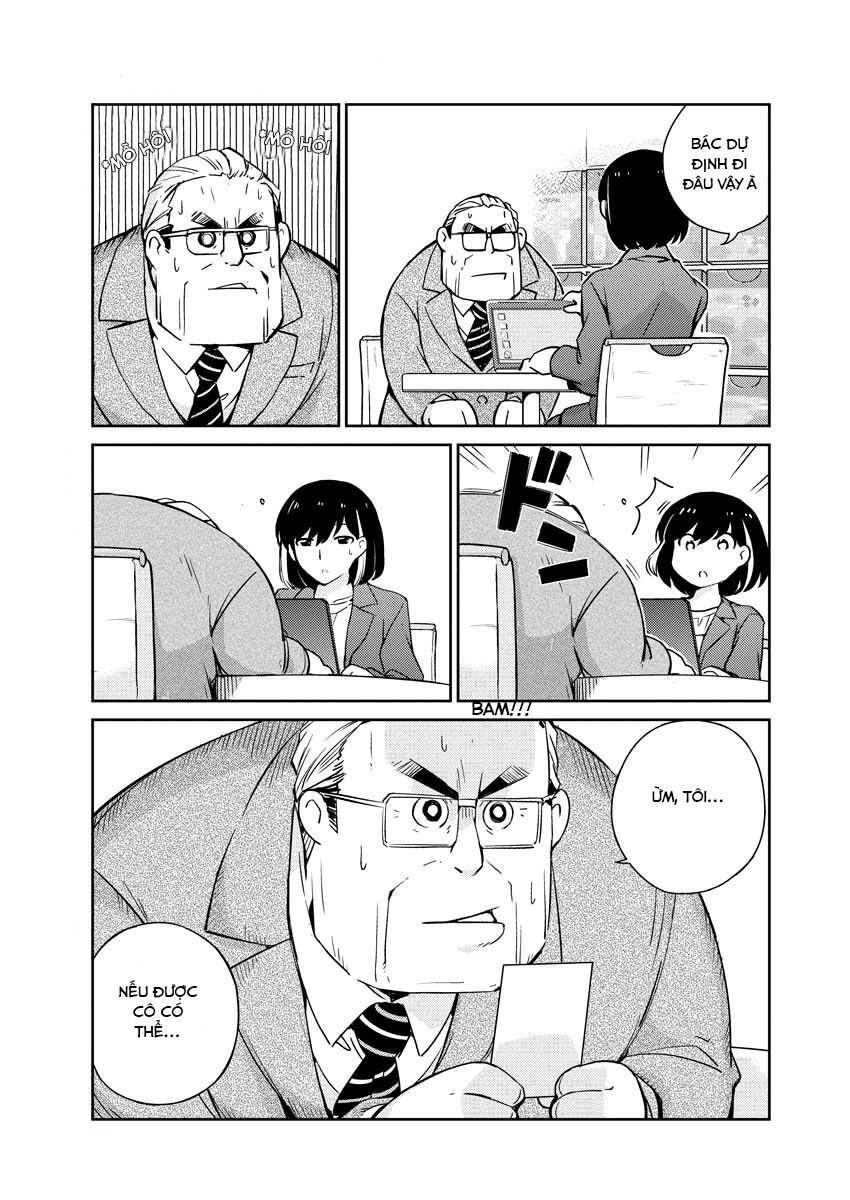 BÁC DỰ
ĐỊNH ĐI
ĐÂU VẬY À
*MỒ HÔI
*MỒ HÔI
ドン
BAM!!!
ỪM, TÔI...
NẾU ĐƯỢC
CÔ CÓ
THỂ...